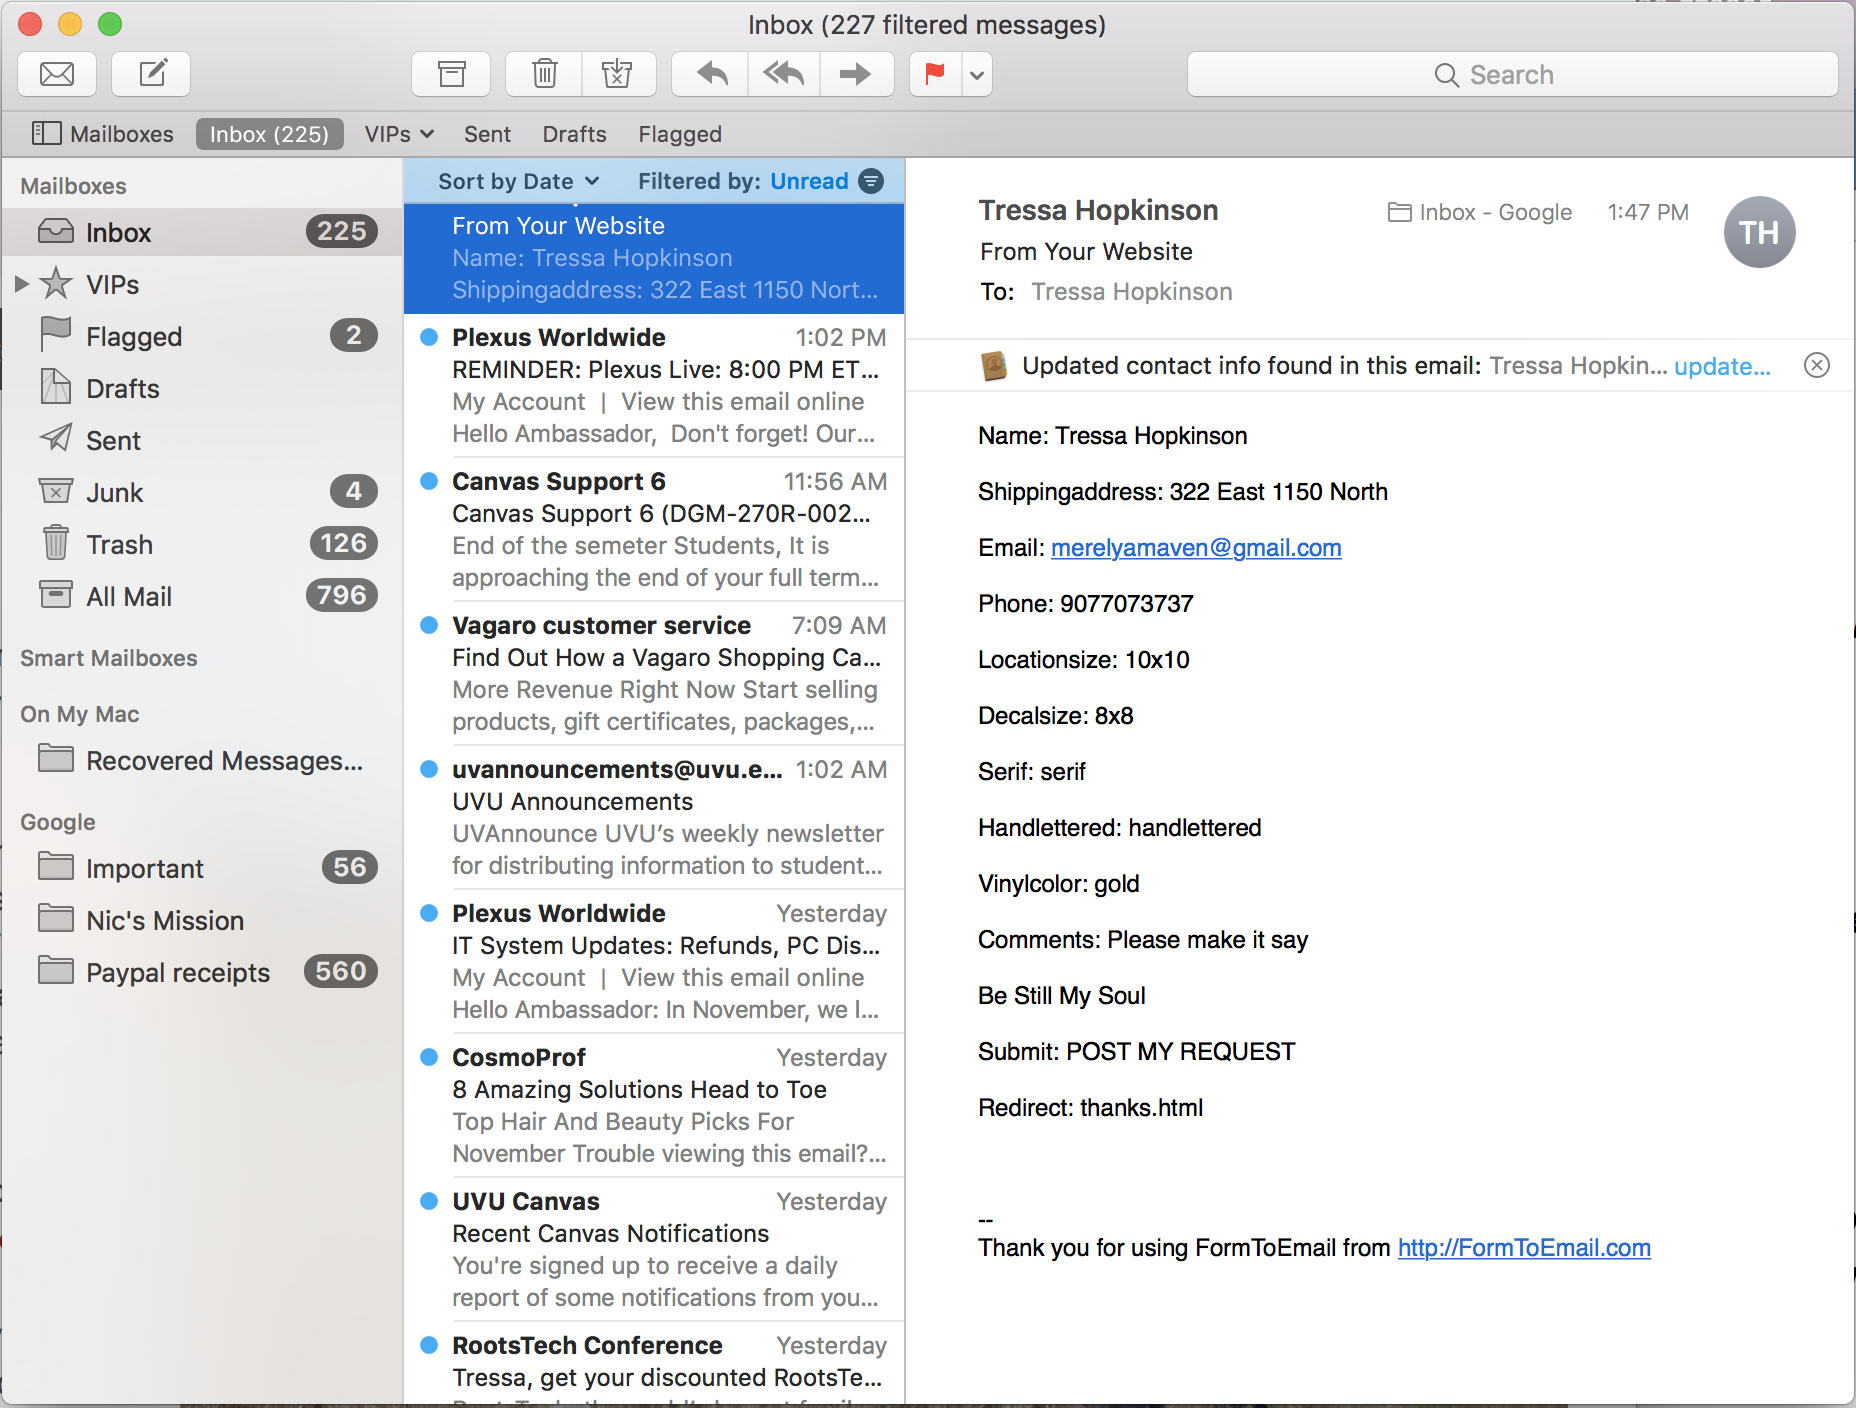 Inbox (227 filtered messages)
Search
Mailboxes
Inbox (225)
VIPs
Sent
Drafts
Flagged
Mailboxes
Inbox 225
VIPs
Flagged 2
Drafts
Sent
Junk 4
Trash 126
All Mail 796
Smart Mailboxes
On My Mac
Recovered Messages...
Google
Important 56
Nic's Mission
Paypal receipts 560
Sort by Date
Filtered by: Unread
From Your Website
Name: Tressa Hopkinson
Shippingaddress: 322 East 1150 Nort...
Plexus Worldwide 1:02 PM
REMINDER: Plexus Live: 8:00 PM ET...
My Account | View this email online
Hello Ambassador, Don't forget! Our...
Canvas Support 6 11:56 AM
Canvas Support 6 (DGM-270R-002...
End of the semeter Students, It is
approaching the end of your full term...
Vagaro customer service 7:09 AM
Find Out How a Vagaro Shopping Ca...
More Revenue Right Now Start selling
products, gift certificates, packages,...
uvannouncements@uvu.e... 1:02 AM
UVU Announcements
UVAnnounce UVU’s weekly newsletter
for distributing information to student...
Plexus Worldwide Yesterday
IT System Updates: Refunds, PC Dis...
My Account | View this email online
Hello Ambassador: In November, we l...
CosmoProf Yesterday
8 Amazing Solutions Head to Toe
Top Hair And Beauty Picks For
November Trouble viewing this email?...
UVU Canvas Yesterday
Recent Canvas Notifications
You're signed up to receive a daily
report of some notifications from you...
RootsTech Conference Yesterday
Tressa, get your discounted RootsTe...
Tressa Hopkinson
Inbox - Google 1:47 PM
TH
From Your Website
To: Tressa Hopkinson
Updated contact info found in this email: Tressa Hopkin... update...
Name: Tressa Hopkinson
Shippingaddress: 322 East 1150 North
Email: merelyamaven@gmail.com
Phone: 9077073737
Locationsize: 10x10
Decalsize: 8x8
Serif: serif
Handlettered: handlettered
Vinylcolor: gold
Comments: Please make it say
Be Still My Soul
Submit: POST MY REQUEST
Redirect: thanks.html
--
Thank you for using FormToEmail from http://FormToEmail.com